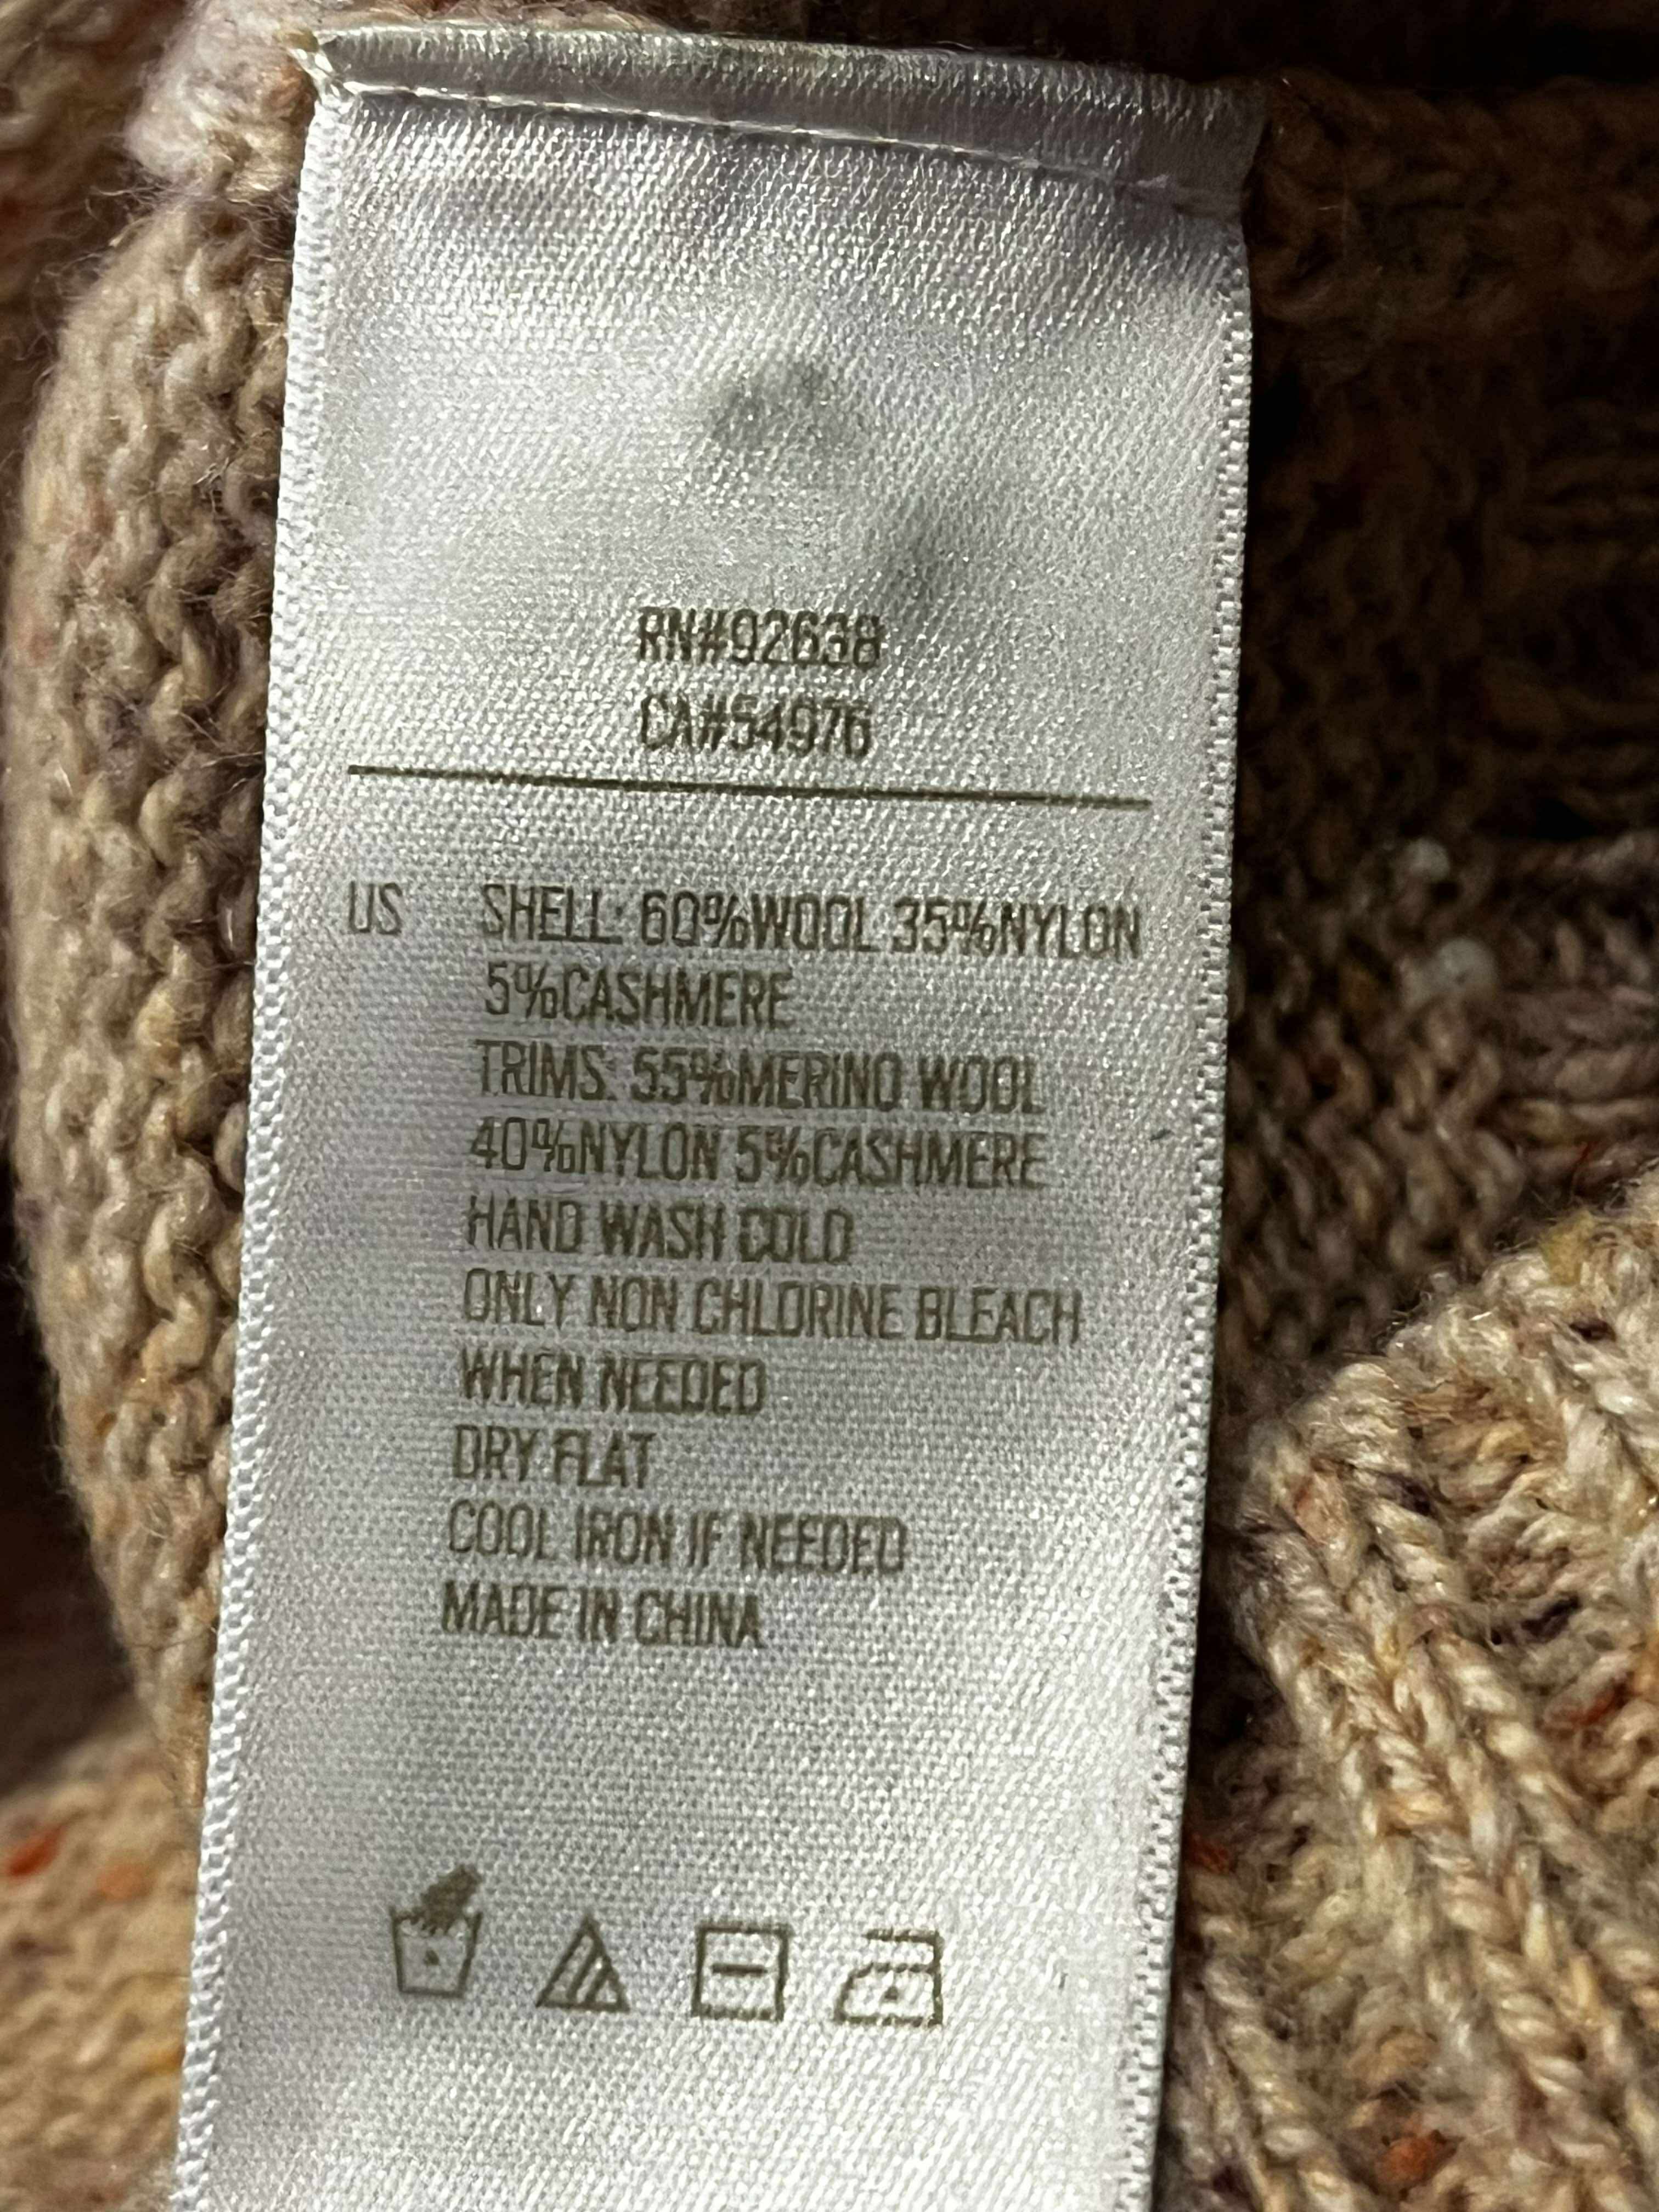 RN#92638
CA#54976
US SHELL: 60%WOOL 35%NYLON
5%CASHMERE
TRIMS: 55%MERINO WOOL
40%NYLON 5%CASHMERE
HAND WASH COLD
ONLY NON CHLORINE BLEACH
WHEN NEEDED
DRY FLAT
COOL IRON IF NEEDED
MADE IN CHINA